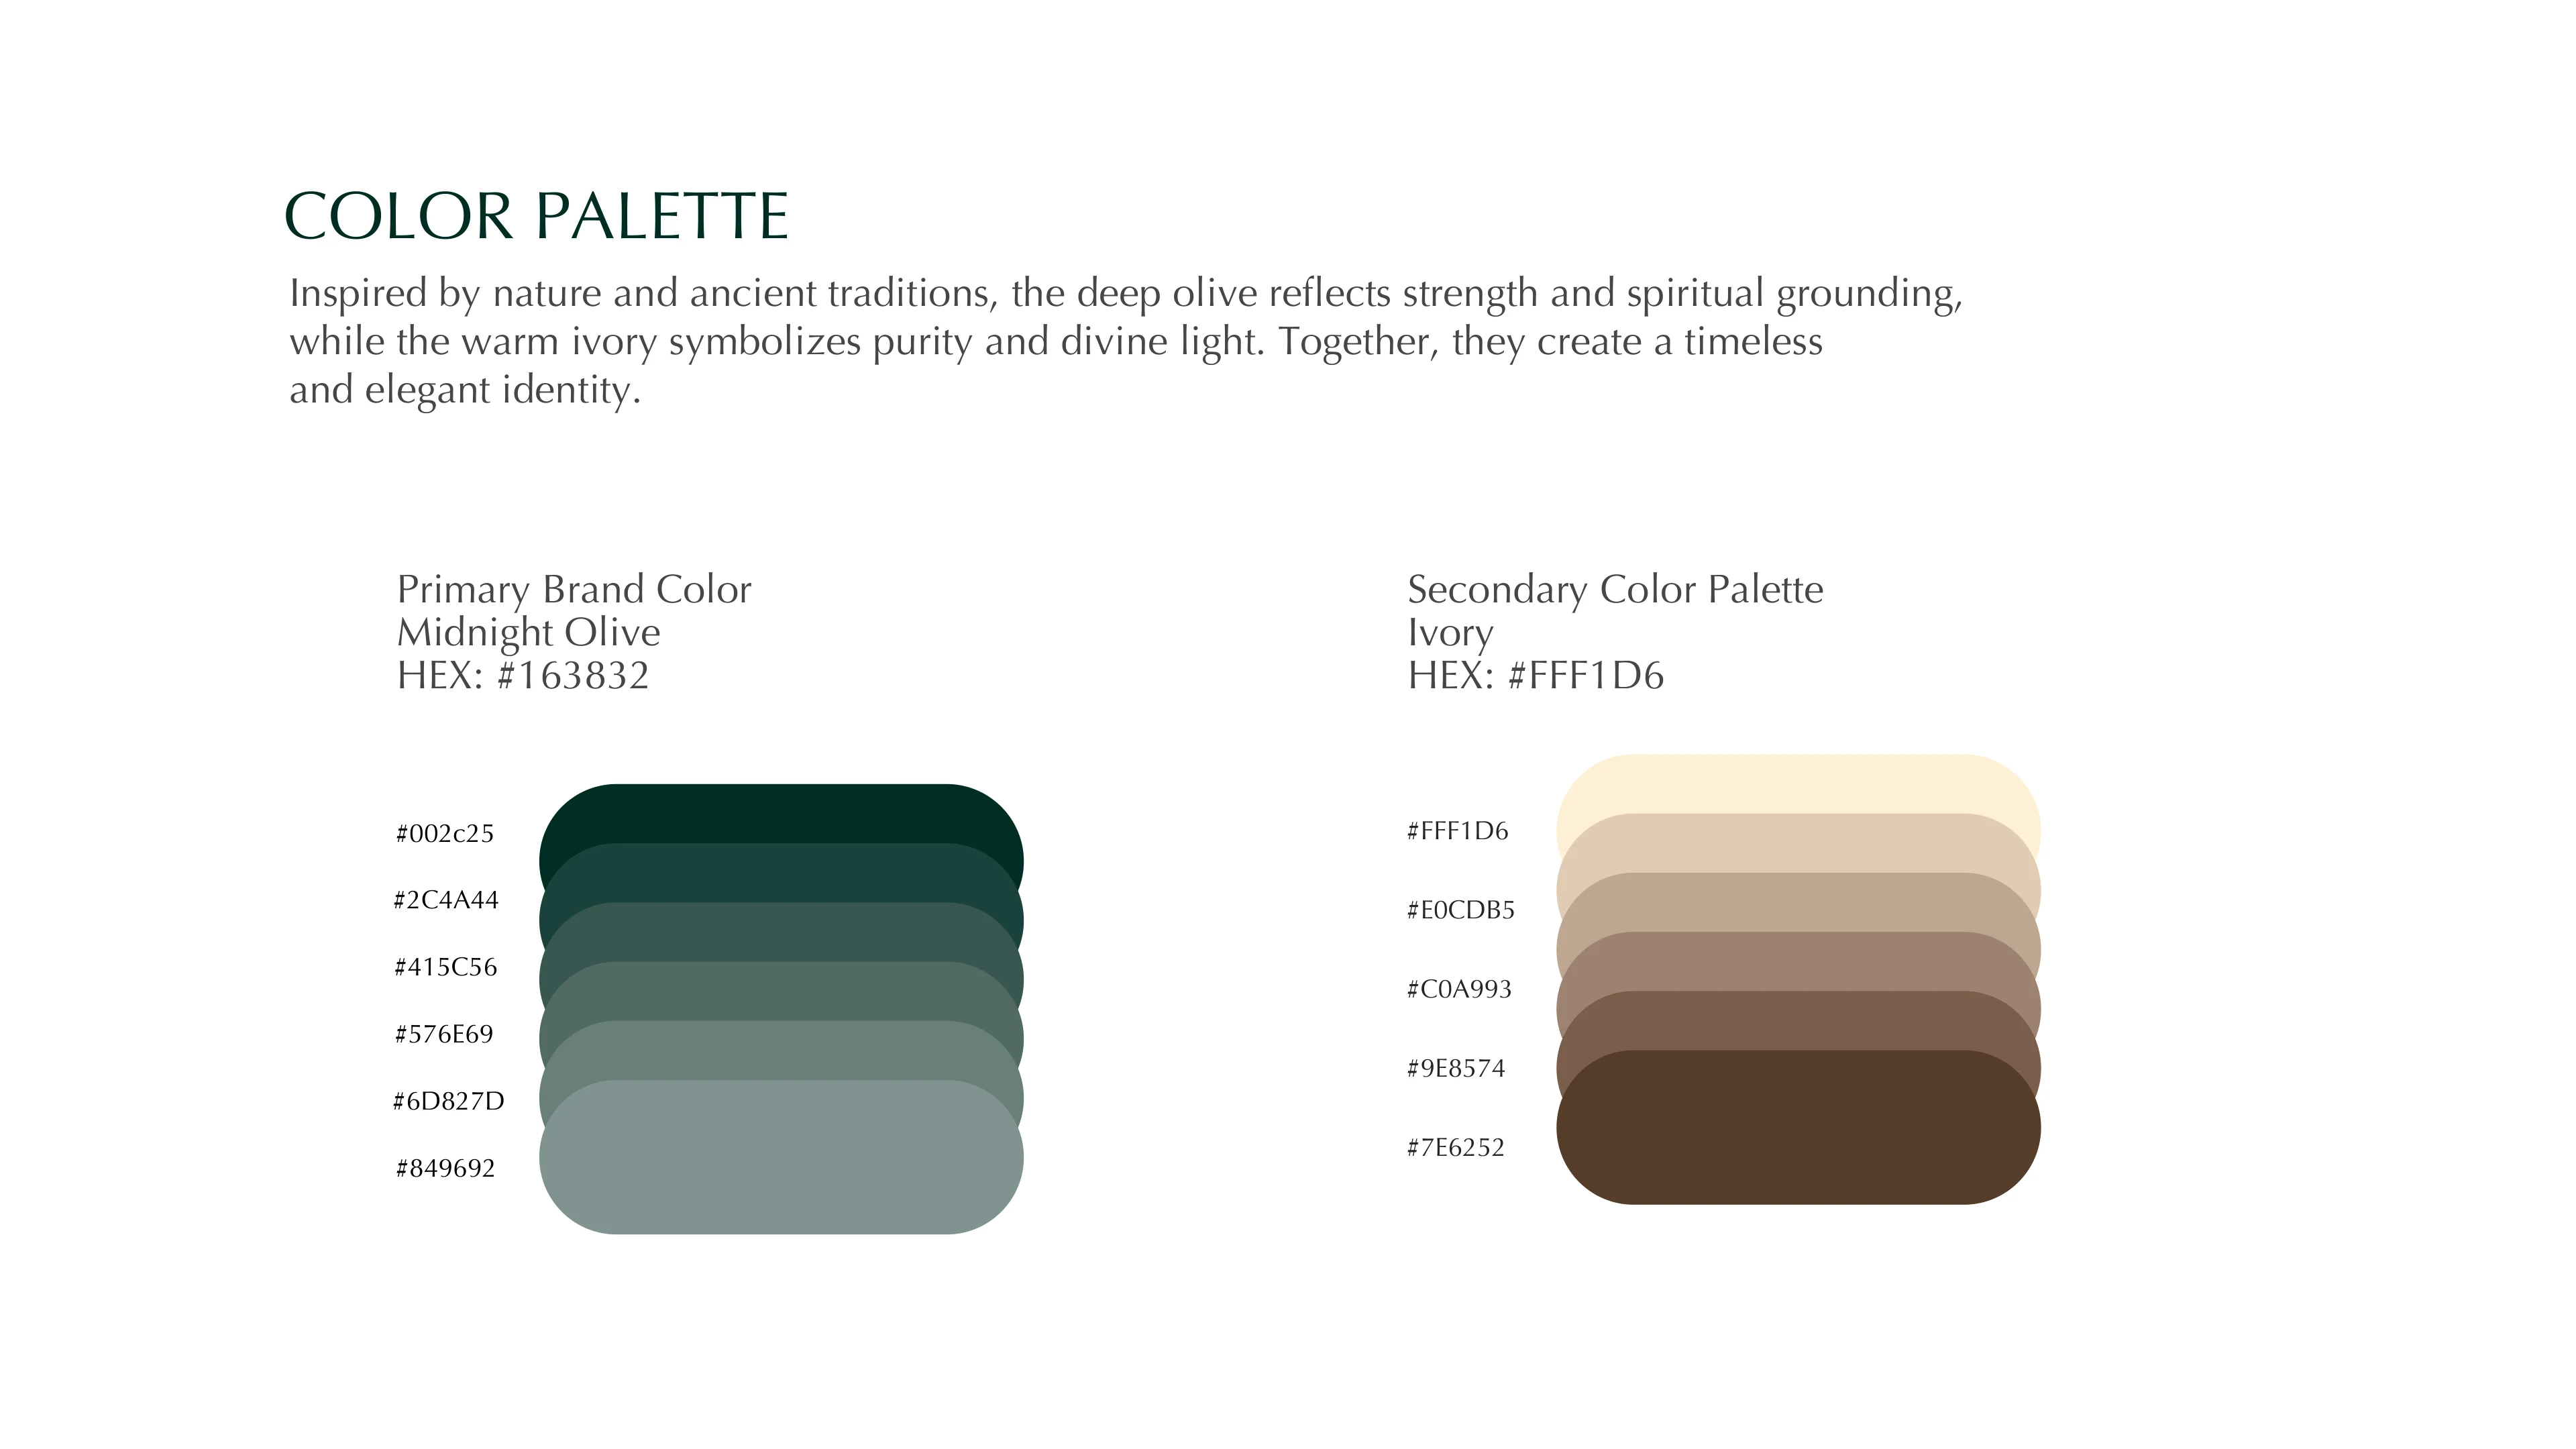 COLOR PALETTE
Inspired by nature and ancient traditions, the deep olive reflects strength and spiritual grounding,
while the warm ivory symbolizes purity and divine light. Together, they create a timeless
and elegant identity.
Primary Brand Color
Midnight Olive
HEX: #163832
#002c25
#2C4A44
#415C56
#576E69
#6D827D
#849692
Secondary Color Palette
Ivory
HEX: #FFF1D6
#FFF1D6
#E0CDB5
#C0A993
#9E8574
#7E6252